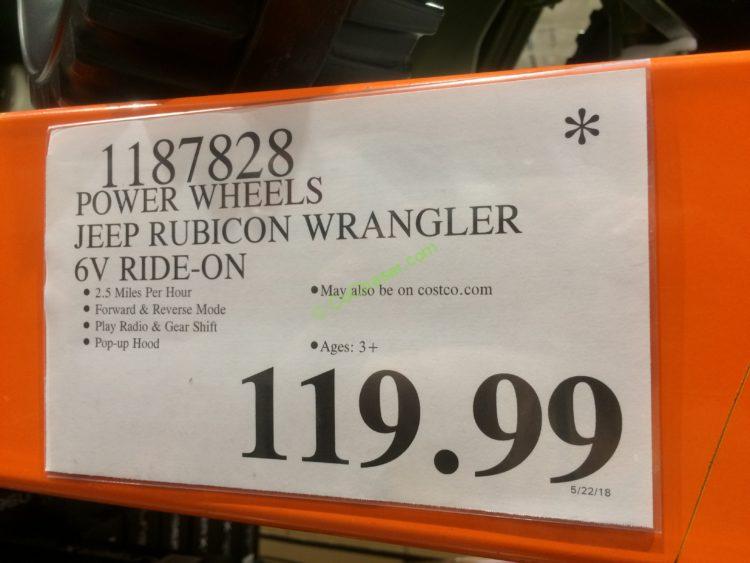 *
1187828
POWER WHEELS
JEEP RUBICON WRANGLER
6V RIDE-ON
• 2.5 Miles Per Hour
• Forward & Reverse Mode
• Play Radio & Gear Shift
• Pop-up Hood
• May also be on costco.com
• Ages: 3+
119.99
5/22/18